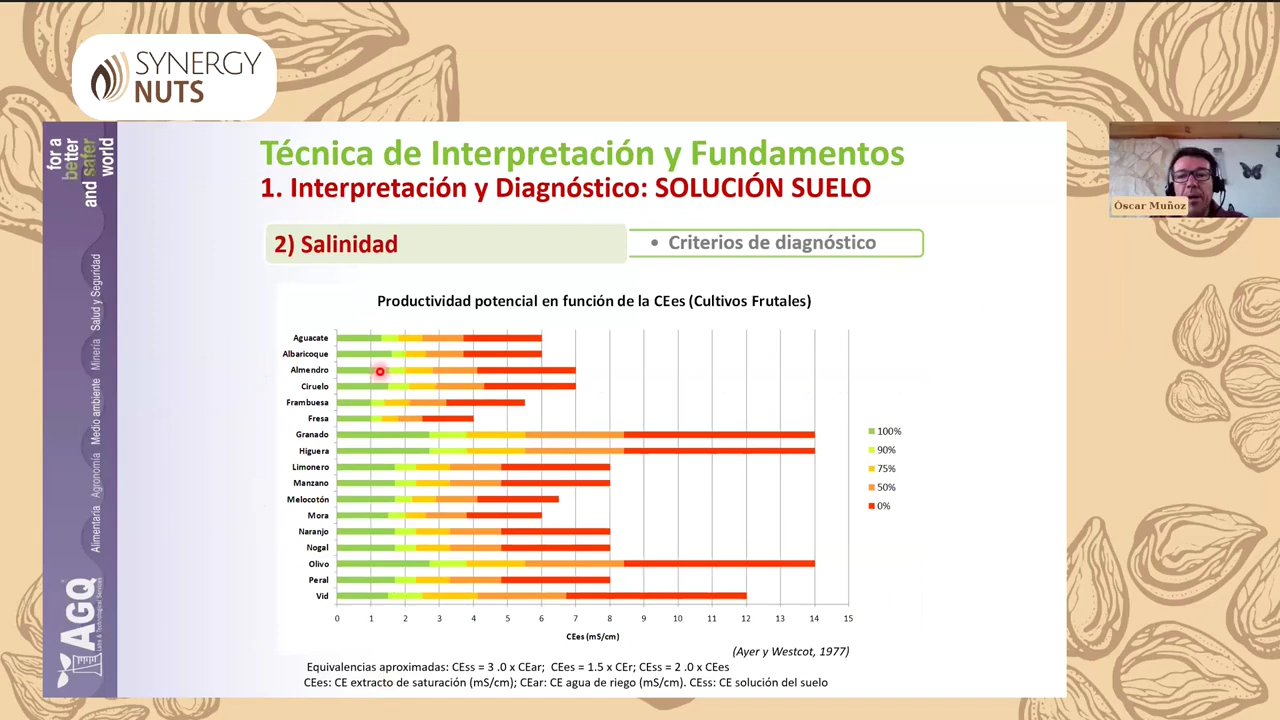 SYNERGY
NUTS
for a
better
and safer
world
Alimentaria Agronomía Medio ambiente Minería Salud y Seguridad
AGQ
Labs & Technological Services
Técnica de Interpretación y Fundamentos
1. Interpretación y Diagnóstico: SOLUCIÓN SUELO
2) Salinidad
• Criterios de diagnóstico
Óscar Muñoz
Productividad potencial en función de la CEes (Cultivos Frutales)
Aguacate
Albaricoque
Almendro
Ciruelo
Frambuesa
Fresa
Granado
Higuera
Limonero
Manzano
Melocotón
Mora
Naranjo
Nogal
Olivo
Peral
Vid
0 1 2 3 4 5 6 7 8 9 10 11 12 13 14 15
CEes (mS/cm)
100%
90%
75%
50%
0%
(Ayer y Westcot, 1977)
Equivalencias aproximadas: CEss = 3 .0 x CEar; CEes = 1.5 x CEr; CEss = 2 .0 x CEes
CEes: CE extracto de saturación (mS/cm); CEar: CE agua de riego (mS/cm). CEss: CE solución del suelo